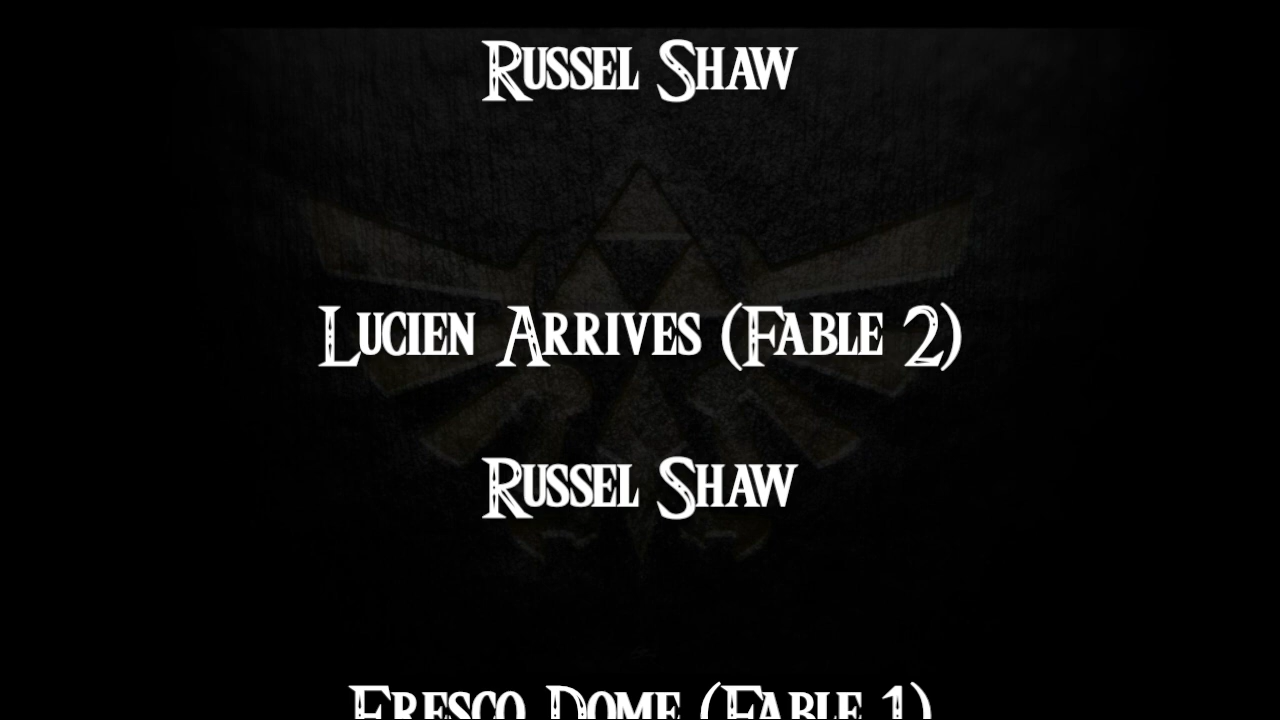 Russel Shaw
Lucien Arrives (Fable 2)
Russel Shaw
Fresco Dome (Fable 1)